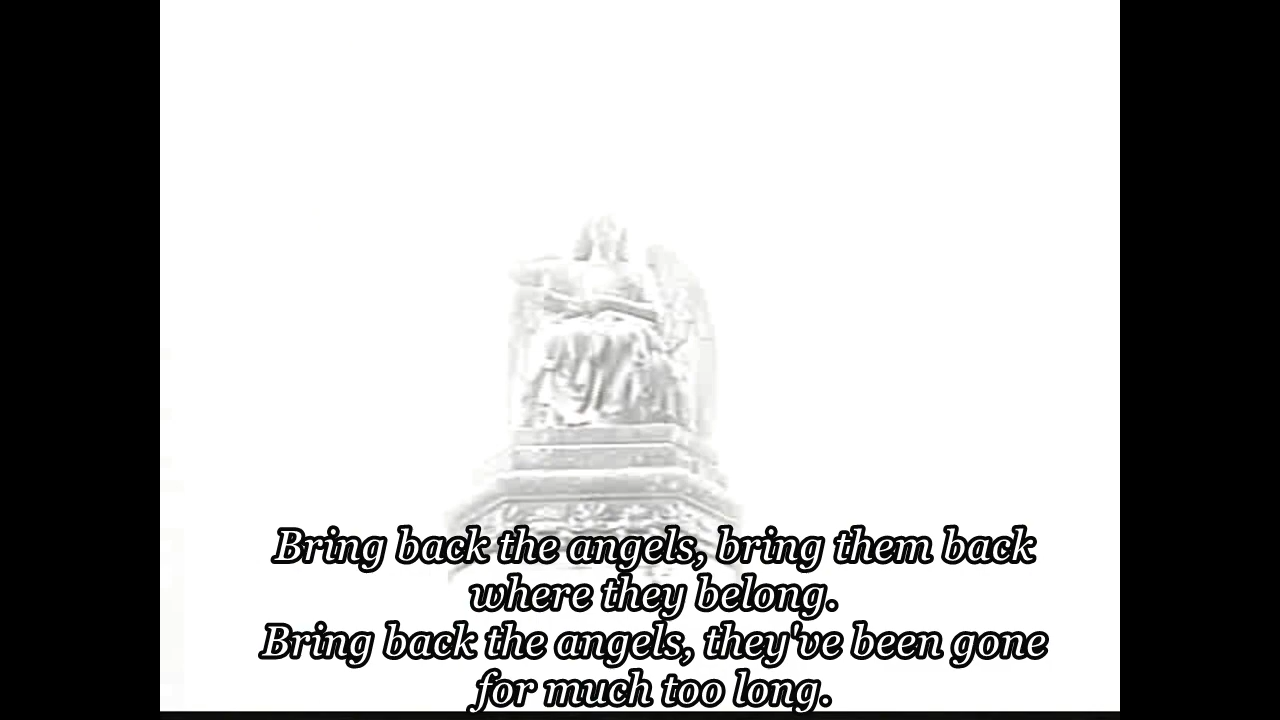 Bring back the angels, bring them back
where they belong.
Bring back the angels, they've been gone
for much too long.